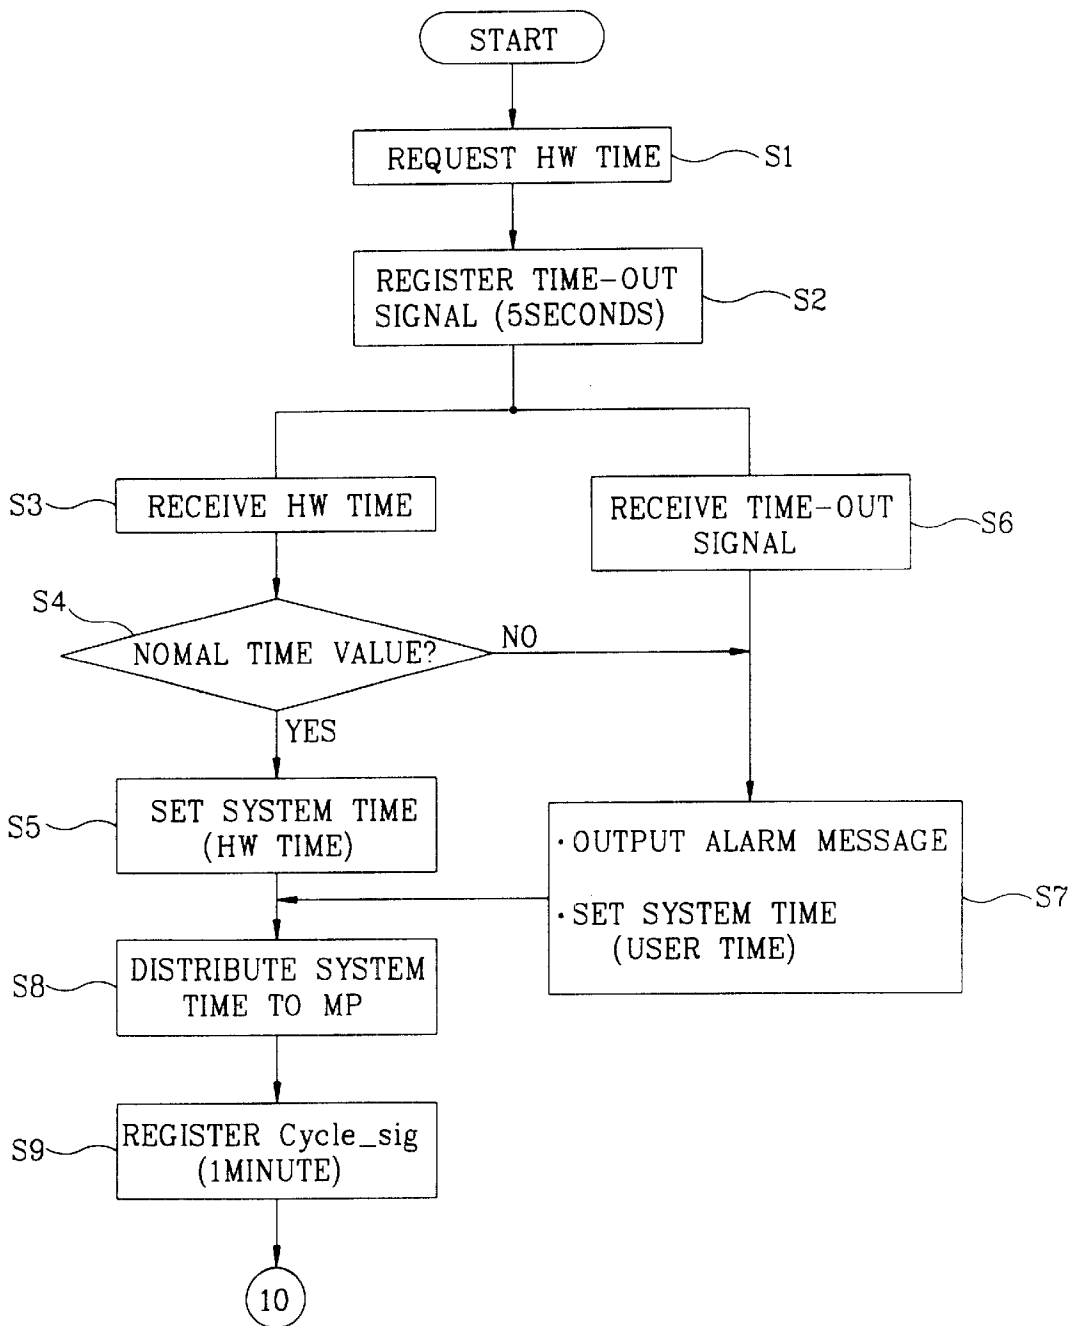 START
REQUEST HW TIME
S1
REGISTER TIME-OUT
SIGNAL (5SECONDS)
S2
S3
RECEIVE HW TIME
RECEIVE TIME-OUT
SIGNAL
S6
S4
NOMAL TIME VALUE?
NO
YES
S5
SET SYSTEM TIME
(HW TIME)
· OUTPUT ALARM MESSAGE
· SET SYSTEM TIME
(USER TIME)
S7
S8
DISTRIBUTE SYSTEM
TIME TO MP
S9
REGISTER Cycle_sig
(1MINUTE)
10